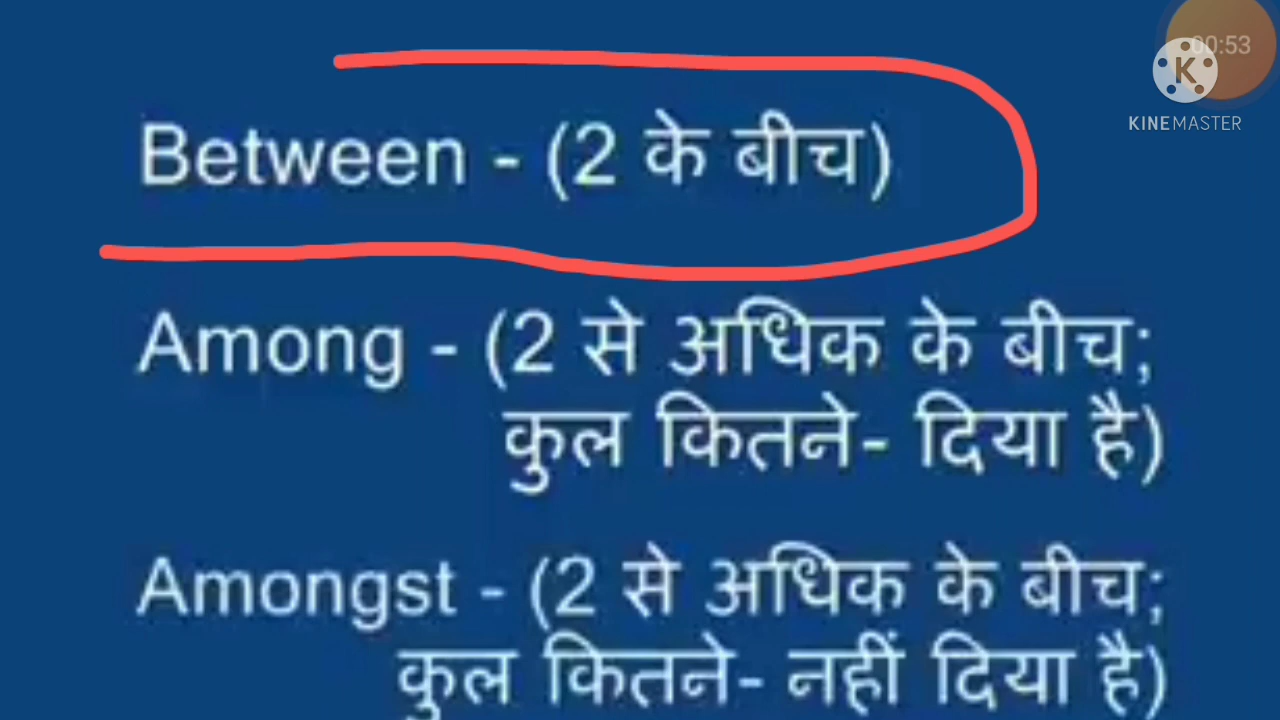 00:53
KINEMASTER
Between - (2 के बीच)
Among - (2 से अधिक के बीच;
कुल कितने- दिया है)
Amongst - (2 से अधिक के बीच;
कुल कितने- नहीं दिया है)